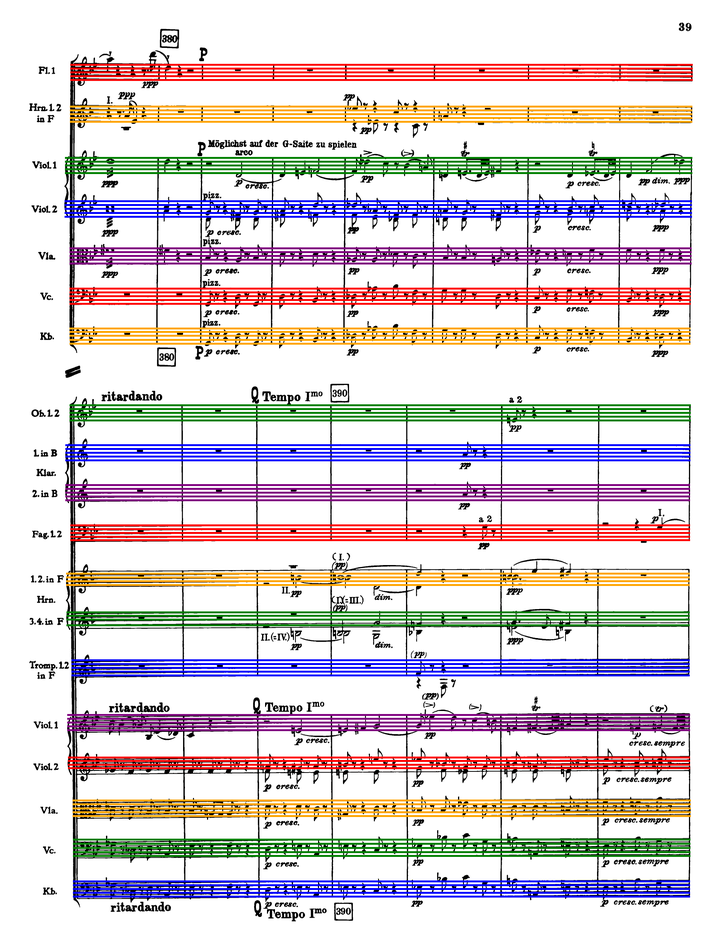 39
380
P
Fl. 1
ppp
ppp
I.
Hrn. 1. 2
in F
pp
pp
P Möglichst auf der G-Saite zu spielen
arco
Viol. 1
ppp
p cresc.
pp
tr
tr
p cresc.
pp dim. ppp
pizz.
Viol. 2
ppp
p cresc.
pp
p
cresc.
ppp
pizz.
Vla.
ppp
p cresc.
pp
p
cresc.
ppp
pizz.
Vc.
p cresc.
pp
p
cresc.
ppp
pizz.
Kb.
380
P
p cresc.
pp
p
cresc.
ppp
ritardando
Q Tempo Imo
390
Ob. 1. 2
a 2
pp
1. in B
pp
Klar.
2. in B
pp
Fag. 1. 2
a 2
pp
I.
p
(I.)
(pp)
1. 2. in F
II. pp
dim.
ppp
Hrn.
(I.(=III.)
(pp)
3. 4. in F
II.(=IV.)
pp
dim.
ppp
Tromp. 1. 2
in F
(pp)
(pp)
ritardando
Q Tempo Imo
Viol. 1
p cresc.
pp
tr
(tr)
p
cresc. sempre
Viol. 2
p cresc.
pp
p cresc. sempre
Vla.
p cresc.
pp
p cresc. sempre
Vc.
p cresc.
pp
p cresc. sempre
Kb.
p cresc.
pp
p cresc. sempre
ritardando
Q Tempo Imo
390